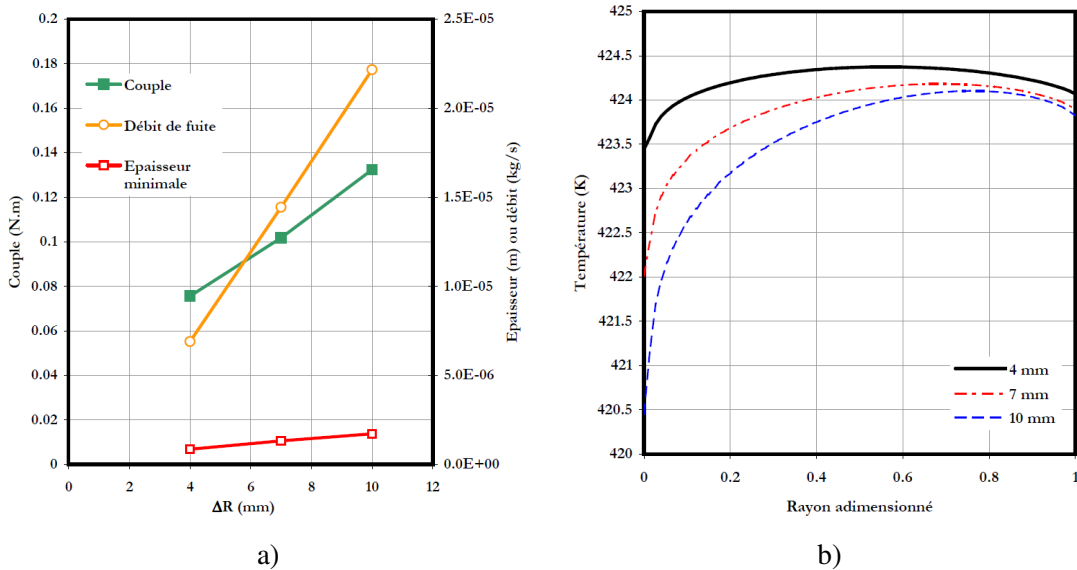 0.2
0.18
0.16
0.14
0.12
0.1
0.08
0.06
0.04
0.02
0
Couple (N.m)
Couple
Débit de fuite
Epaisseur
minimale
2.5E-05
2.0E-05
1.5E-05
1.0E-05
5.0E-06
0.0E+00
Epaisseur (m) ou débit (kg/s)
0 2 4 6 8 10 12
ΔR (mm)
a)
425
424.5
424
423.5
423
422.5
422
421.5
421
420.5
420
Température (K)
4 mm
7 mm
10 mm
0 0.2 0.4 0.6 0.8 1
Rayon adimensionné
b)